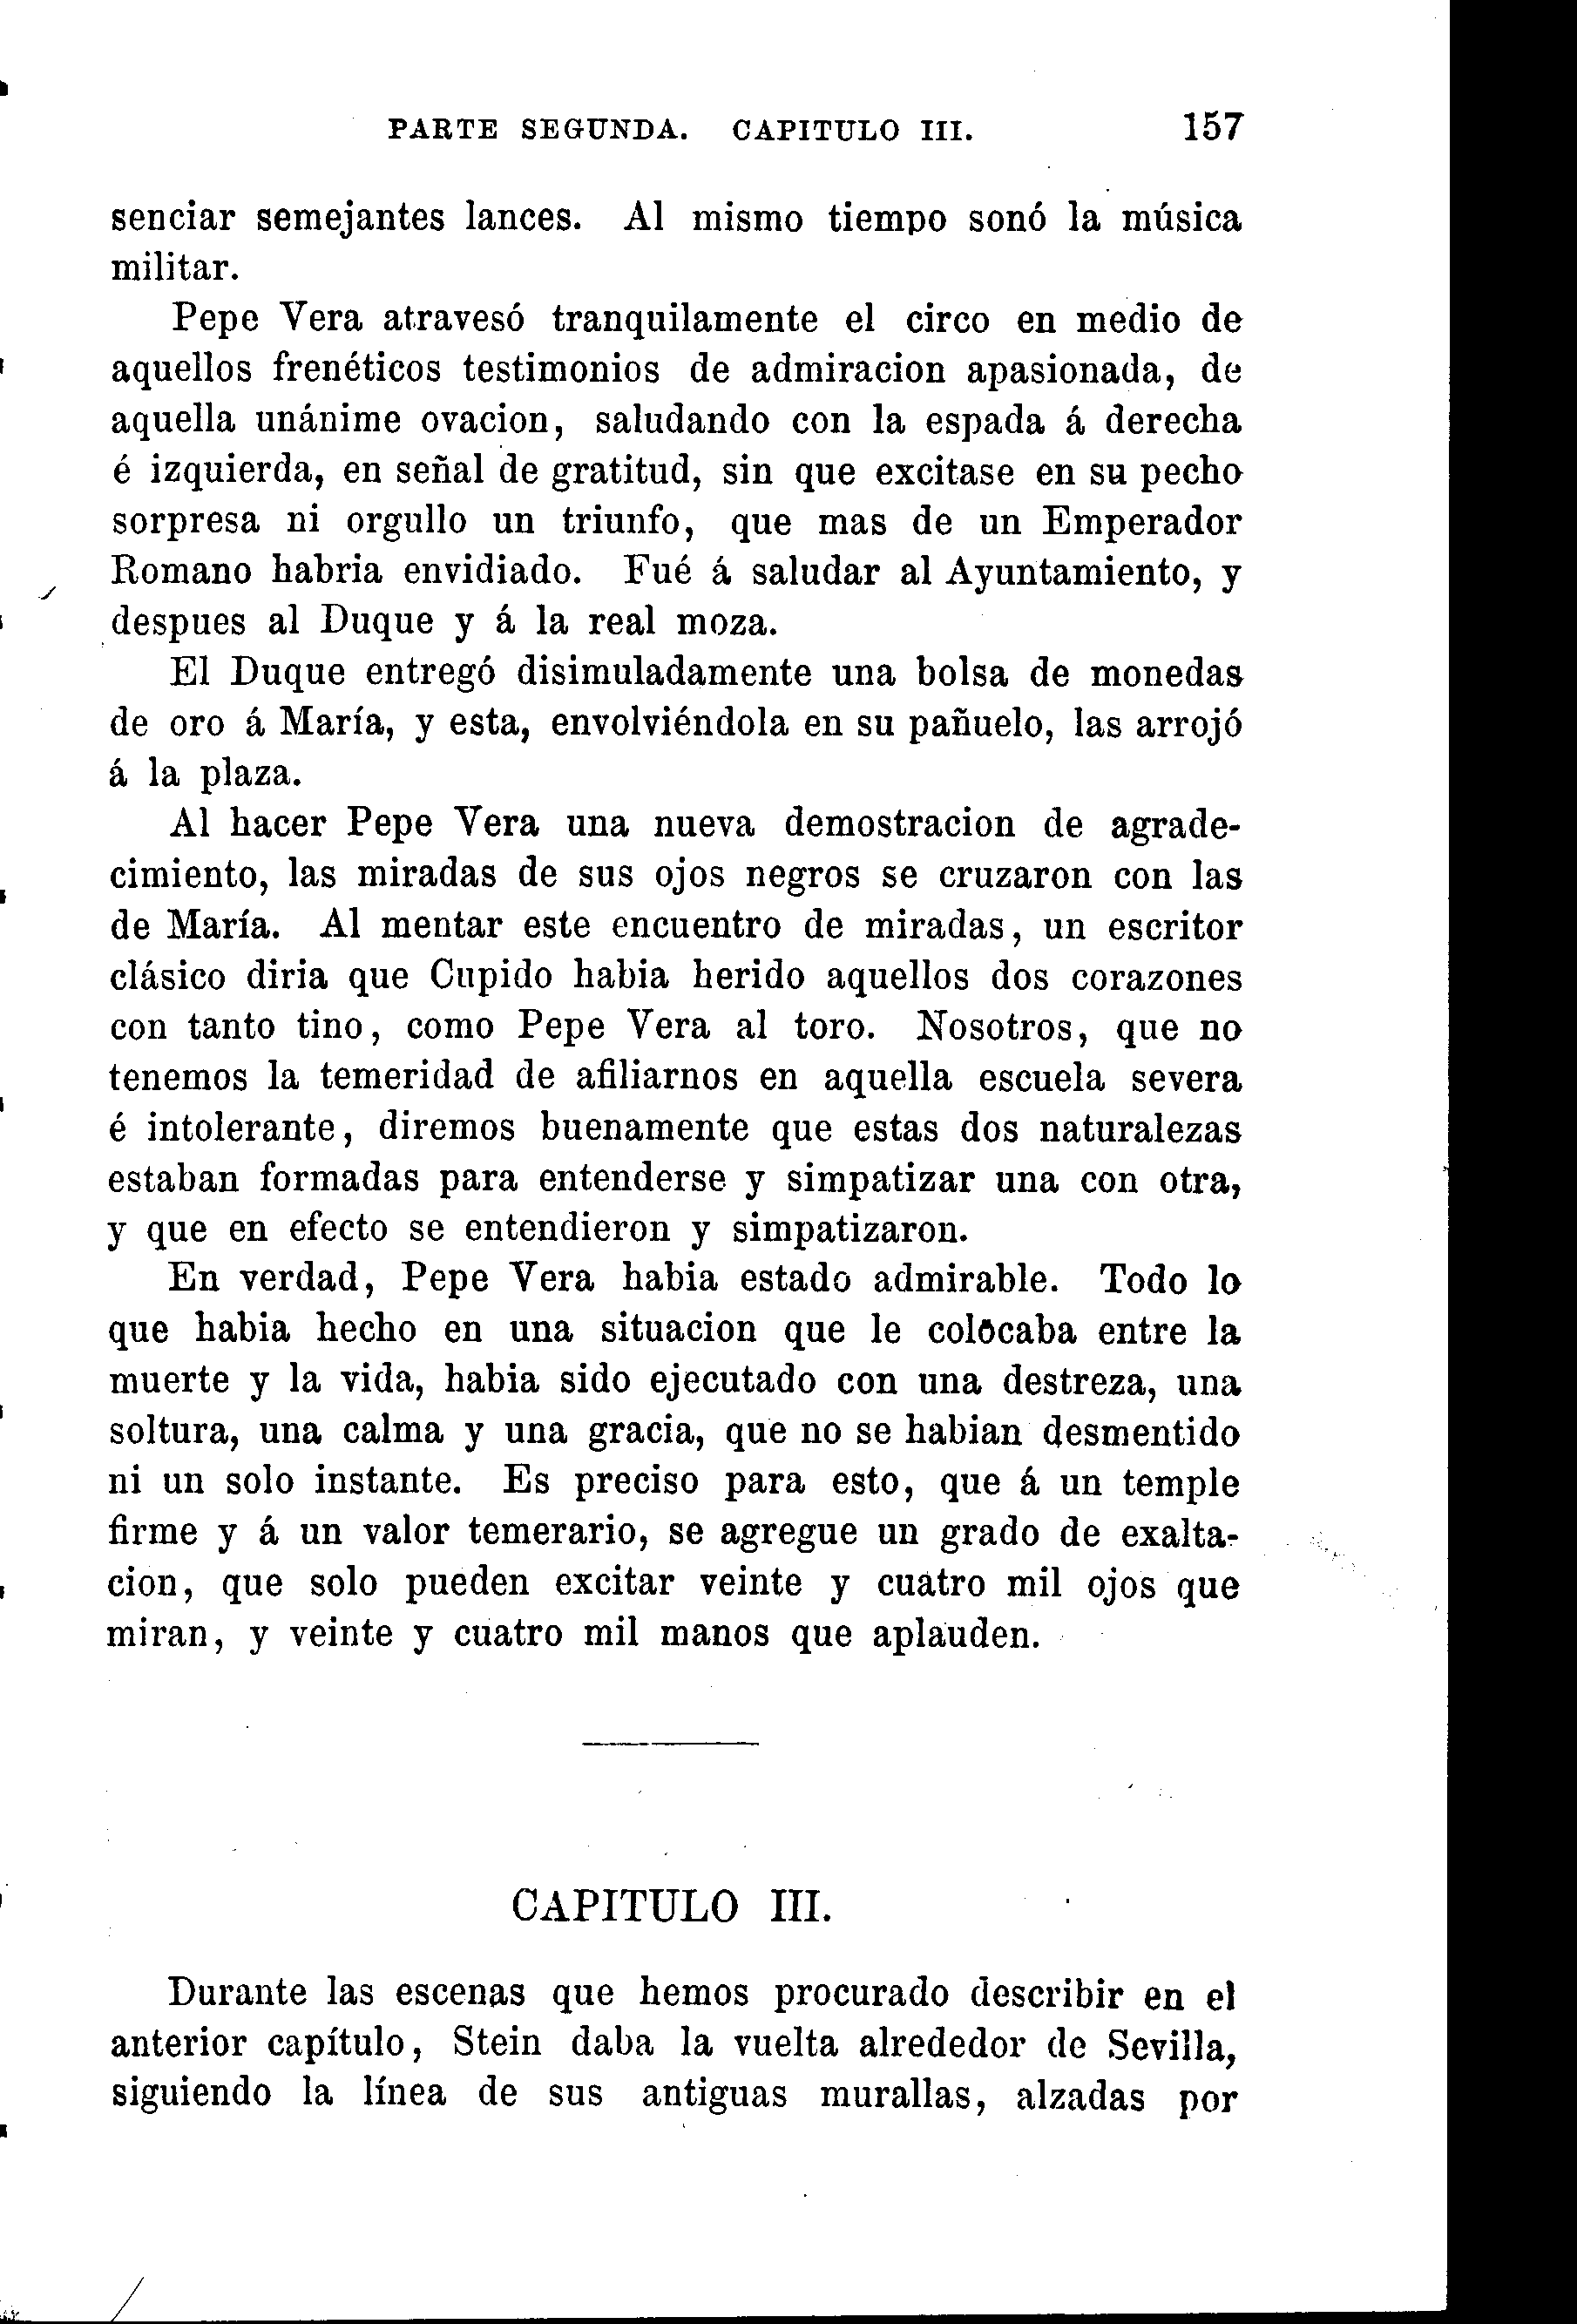 PARTE SEGUNDA. CAPITULO III. 157
senciar semejantes lances. Al mismo tiempo sonó la música
militar.
Pepe Vera atravesó tranquilamente el circo en medio de
aquellos frenéticos testimonios de admiracion apasionada, de
aquella unánime ovacion, saludando con la espada á derecha
é izquierda, en señal de gratitud, sin que excitase en su pecho
sorpresa ni orgullo un triunfo, que mas de un Emperador
Romano habria envidiado. Fué á saludar al Ayuntamiento, y
despues al Duque y á la real moza.
El Duque entregó disimuladamente una bolsa de monedas
de oro á María, y esta, envolviéndola en su pañuelo, las arrojó
á la plaza.
Al hacer Pepe Vera una nueva demostracion de agrade-
cimiento, las miradas de sus ojos negros se cruzaron con las
de María. Al mentar este encuentro de miradas, un escritor
clásico diria que Cupido habia herido aquellos dos corazones
con tanto tino, como Pepe Vera al toro. Nosotros, que no
tenemos la temeridad de afiliarnos en aquella escuela severa
é intolerante, diremos buenamente que estas dos naturalezas
estaban formadas para entenderse y simpatizar una con otra,
y que en efecto se entendieron y simpatizaron.
En verdad, Pepe Vera habia estado admirable. Todo lo
que habia hecho en una situacion que le colocaba entre la
muerte y la vida, habia sido ejecutado con una destreza, una
soltura, una calma y una gracia, que no se habian desmentido
ni un solo instante. Es preciso para esto, que á un temple
firme y á un valor temerario, se agregue un grado de exalta-
cion, que solo pueden excitar veinte y cuatro mil ojos que
miran, y veinte y cuatro mil manos que aplauden.
CAPITULO III.
Durante las escenas que hemos procurado describir en el
anterior capítulo, Stein daba la vuelta alrededor de Sevilla,
siguiendo la línea de sus antiguas murallas, alzadas por